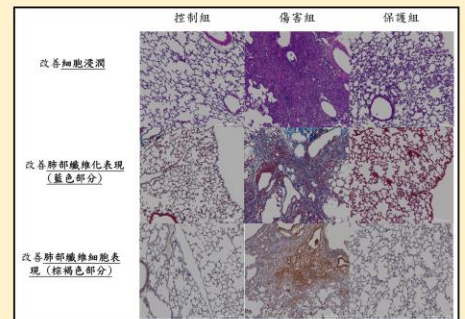 控制組 傷害組 保護組
改善細胞浸潤
改善肺部纖維化表現
(藍色部分)
改善肺部纖維細胞表
現 (棕褐色部分)